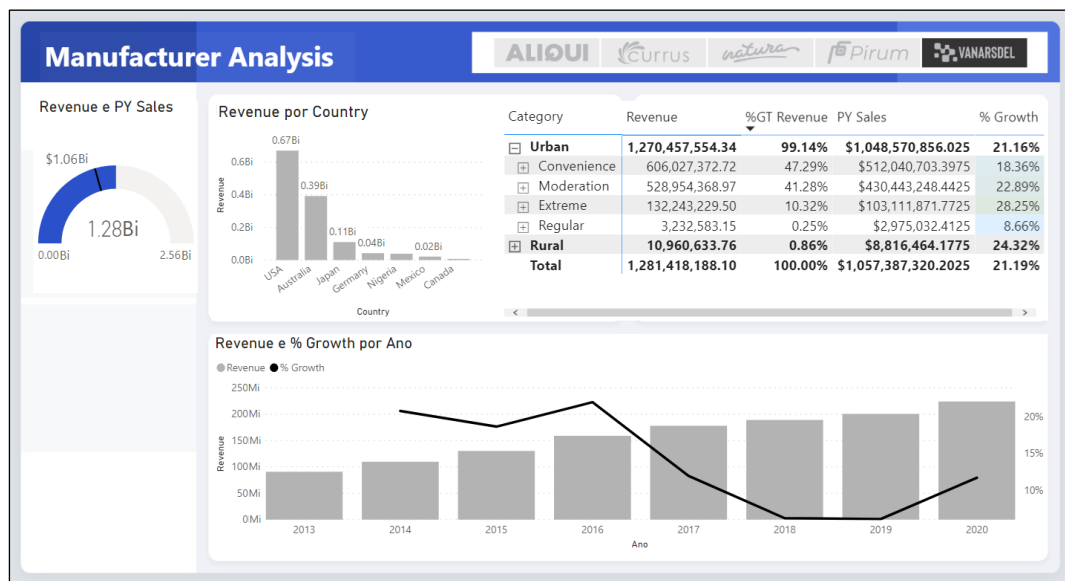 Manufacturer Analysis
ALIQUI
currus
natura
Pirum
VANARSDEL
Revenue e PY Sales
$1.06Bi
1.28Bi
0.00Bi
2.56Bi
Revenue por Country
0.67Bi
0.6Bi
0.39Bi
0.4Bi
0.2Bi
0.11Bi
0.04Bi
0.02Bi
0.0Bi
Revenue
USA
Australia
Japan
Germany
Nigeria
Mexico
Canada
Country
Category Revenue %GT Revenue PY Sales % Growth
Urban 1,270,457,554.34 99.14% $1,048,570,856.025 21.16%
Convenience 606,027,372.72 47.29% $512,040,703.3975 18.36%
Moderation 528,954,368.97 41.28% $430,443,248.4425 22.89%
Extreme 132,243,229.50 10.32% $103,111,871.7725 28.25%
Regular 3,232,583.15 0.25% $2,975,032.4125 8.66%
Rural 10,960,633.76 0.86% $8,816,464.1775 24.32%
Total 1,281,418,188.10 100.00% $1,057,387,320.2025 21.19%
Revenue e % Growth por Ano
Revenue % Growth
250Mi
200Mi
150Mi
100Mi
50Mi
0Mi
Revenue
20%
15%
10%
2013 2014 2015 2016 2017 2018 2019 2020
Ano